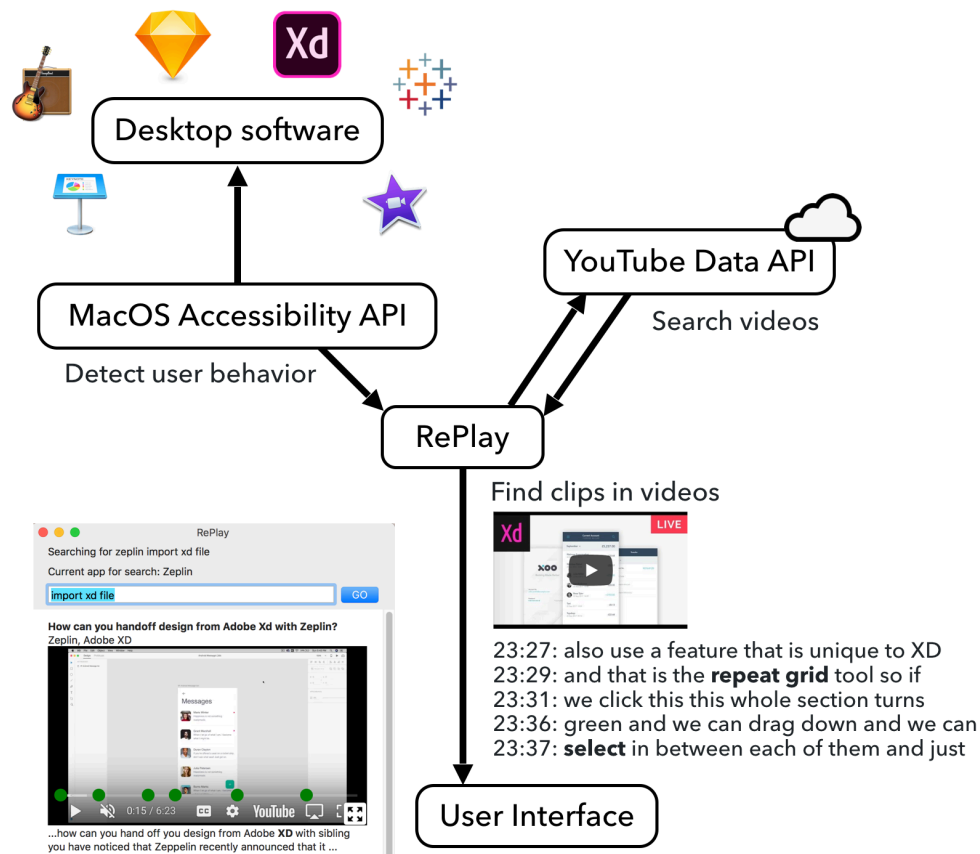 Xd
Desktop software
MacOS Accessibility API
Detect user behavior
YouTube Data API
Search videos
RePlay
Find clips in videos
Xd
LIVE
xoo
23:27: also use a feature that is unique to XD
23:29: and that is the repeat grid tool so if
23:31: we click this this whole section turns
23:36: green and we can drag down and we can
23:37: select in between each of them and just
User Interface
RePlay
Searching for zeplin import xd file
Current app for search: Zeplin
import xd file
GO
How can you handoff design from Adobe Xd with Zeplin?
Zeplin, Adobe XD
Messages
0:15 / 6:23
CC
YouTube
...how can you hand off you design from Adobe XD with sibling
you have noticed that Zeppelin recently announced that it ...